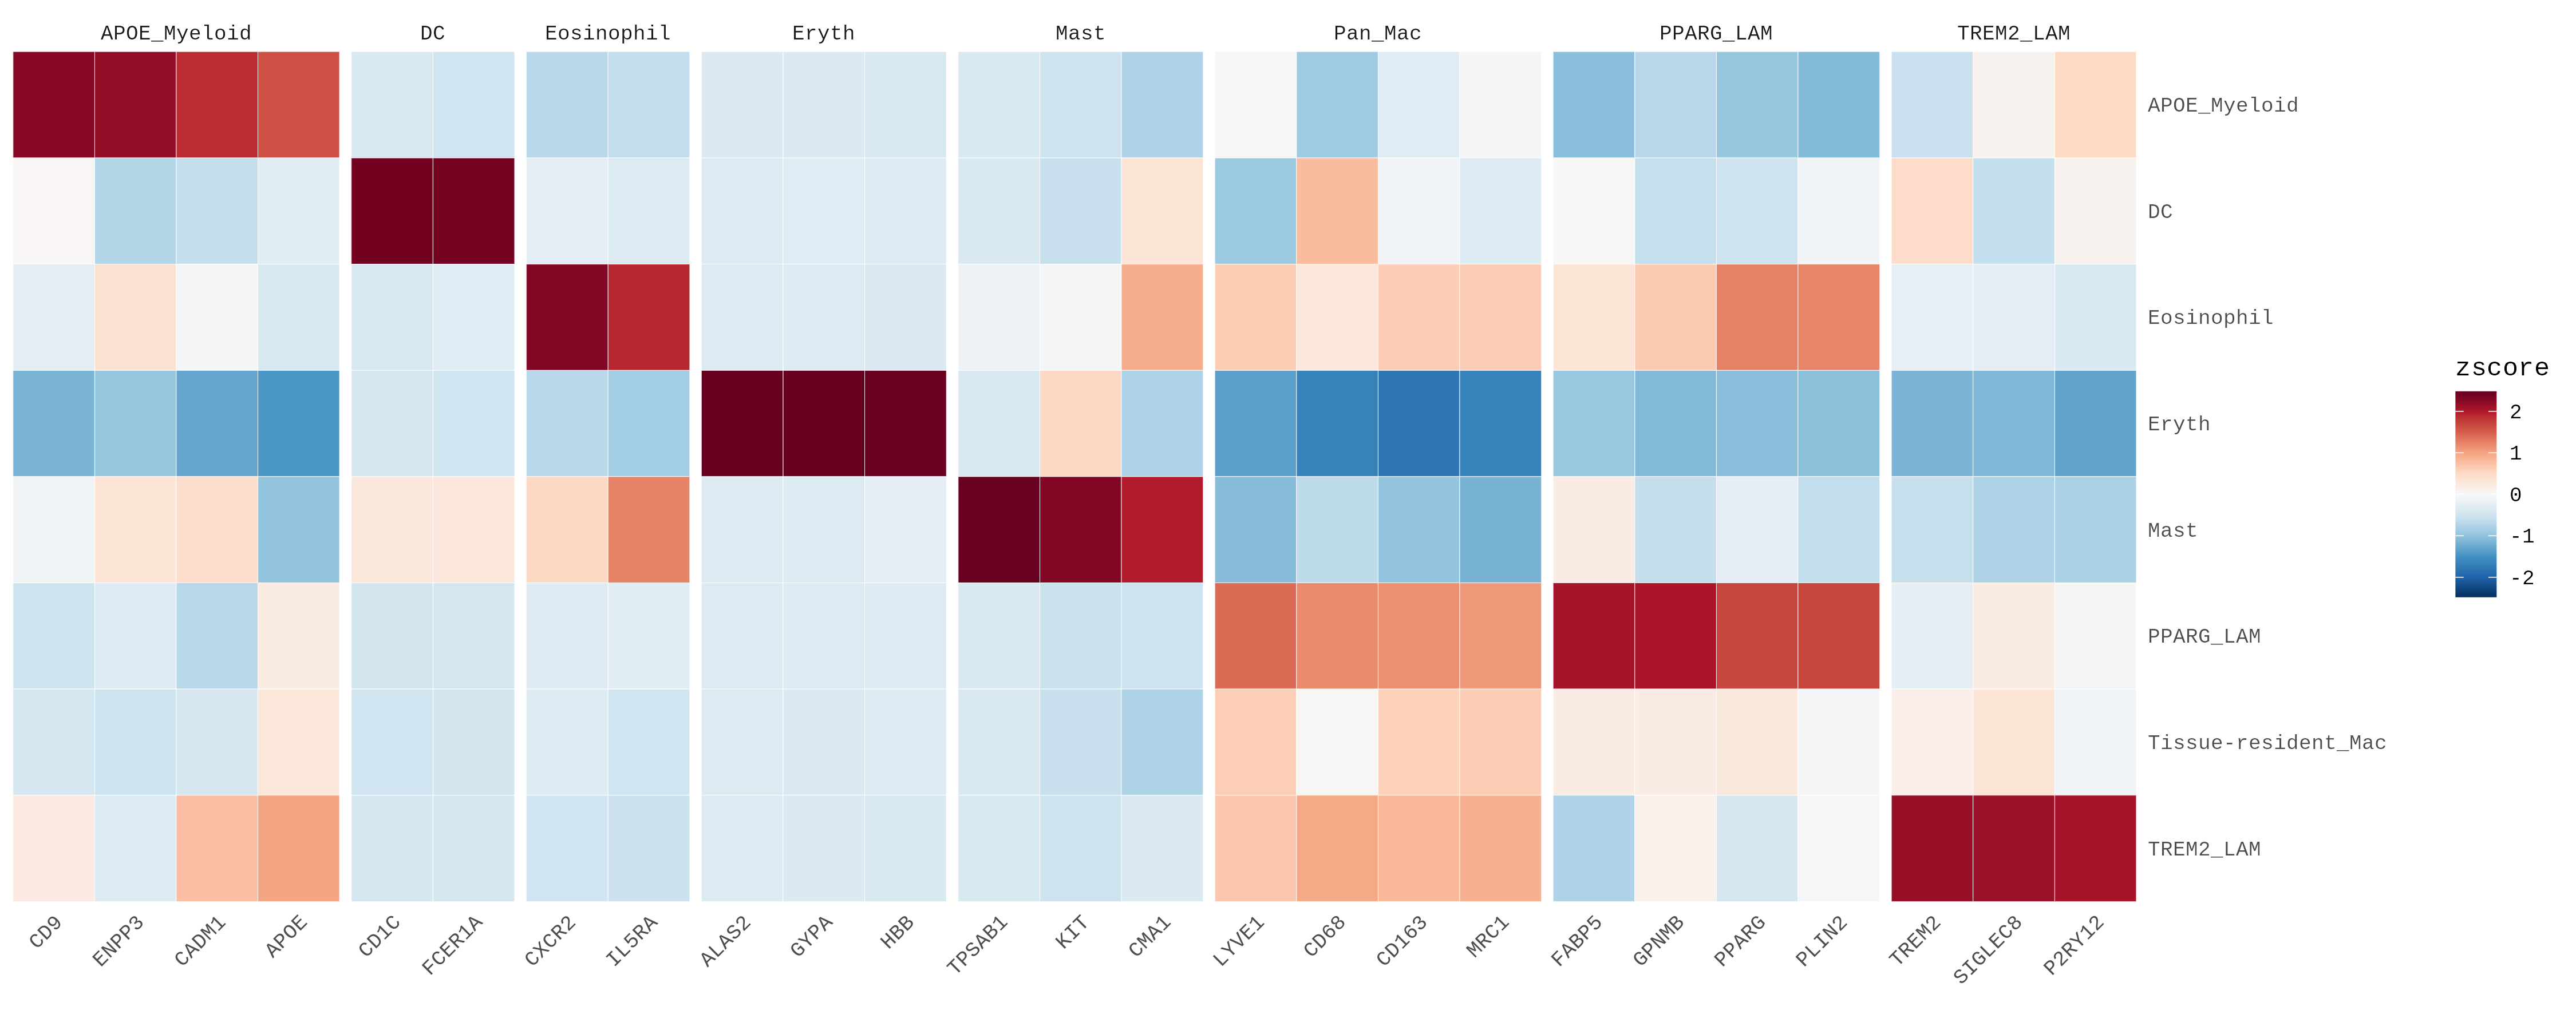 APOE_Myeloid DC Eosinophil Eryth Mast Pan_Mac PPARG_LAM TREM2_LAM
APOE_Myeloid
DC
Eosinophil
Eryth
Mast
PPARG_LAM
Tissue-resident_Mac
TREM2_LAM
CD9 ENPP3 CADM1 APOE CD1C FCER1A CXCR2 IL5RA ALAS2 GYPA HBB TPSAB1 KIT CMA1 LYVE1 CD68 CD163 MRC1 FABP5 GPNMB PPARG PLIN2 TREM2 SIGLEC8 P2RY12
zscore
2
1
0
-1
-2